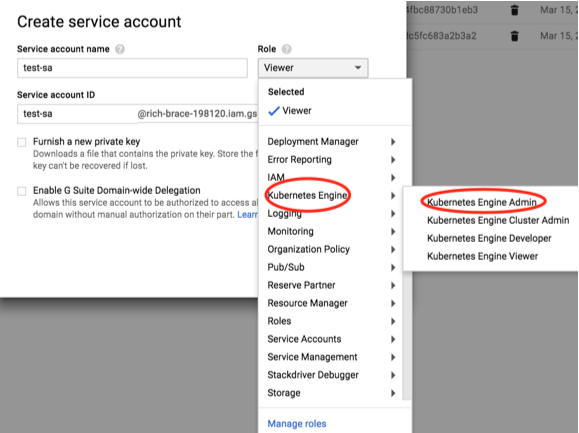 Create service account
Service account name
Role
test-sa
Viewer
Service account ID
test-sa
@rich-brace-198120.iam.gs
Furnish a new private key
Downloads a file that contains the private key. Store the f
key can't be recovered if lost.
Enable G Suite Domain-wide Delegation
Allows this service account to be authorized to access al
domain without manual authorization on their part. Learn
Selected
Viewer
Deployment Manager
Error Reporting
IAM
Kubernetes Engine
Logging
Monitoring
Organization Policy
Pub/Sub
Reserve Partner
Resource Manager
Roles
Service Accounts
Service Management
Stackdriver Debugger
Storage
Manage roles
Kubernetes Engine Admin
Kubernetes Engine Cluster Admin
Kubernetes Engine Developer
Kubernetes Engine Viewer
4fbc88730b1eb3
Mar 15, 2
dc5fc683a2b3a2
Mar 15, 2